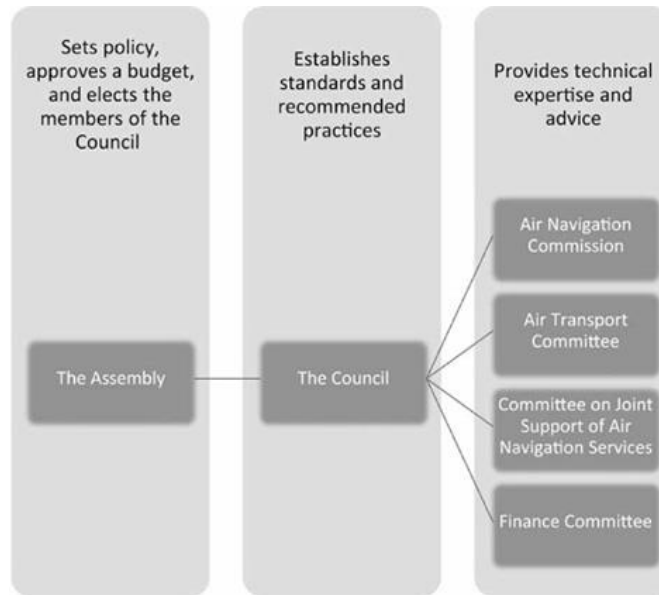 Sets policy,
approves a budget,
and elects the
members of the
Council
Establishes
standards and
recommended
practices
Provides technical
expertise and
advice
The Assembly
The Council
Air Navigation
Commission
Air Transport
Committee
Committee on Joint
Support of Air
Navigation Services
Finance Committee